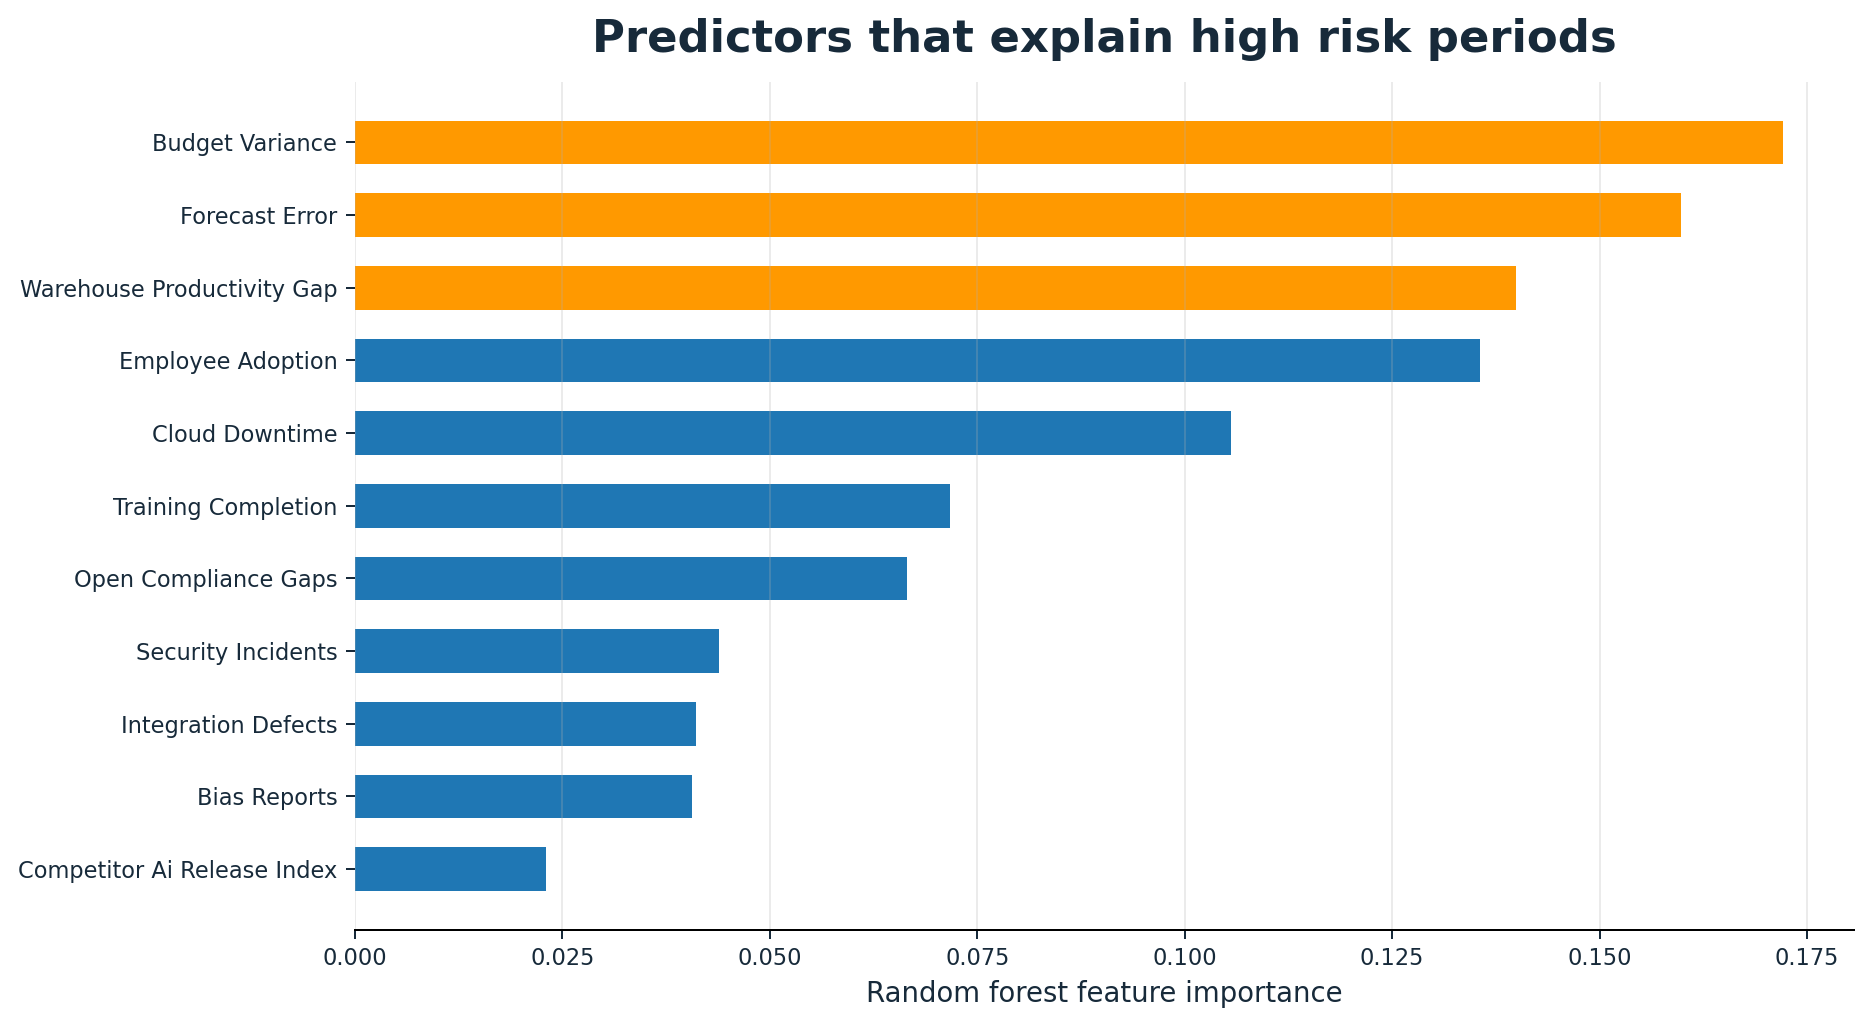 Predictors that explain high risk periods
Budget Variance
Forecast Error
Warehouse Productivity Gap
Employee Adoption
Cloud Downtime
Training Completion
Open Compliance Gaps
Security Incidents
Integration Defects
Bias Reports
Competitor Ai Release Index
0.000 0.025 0.050 0.075 0.100 0.125 0.150 0.175
Random forest feature importance